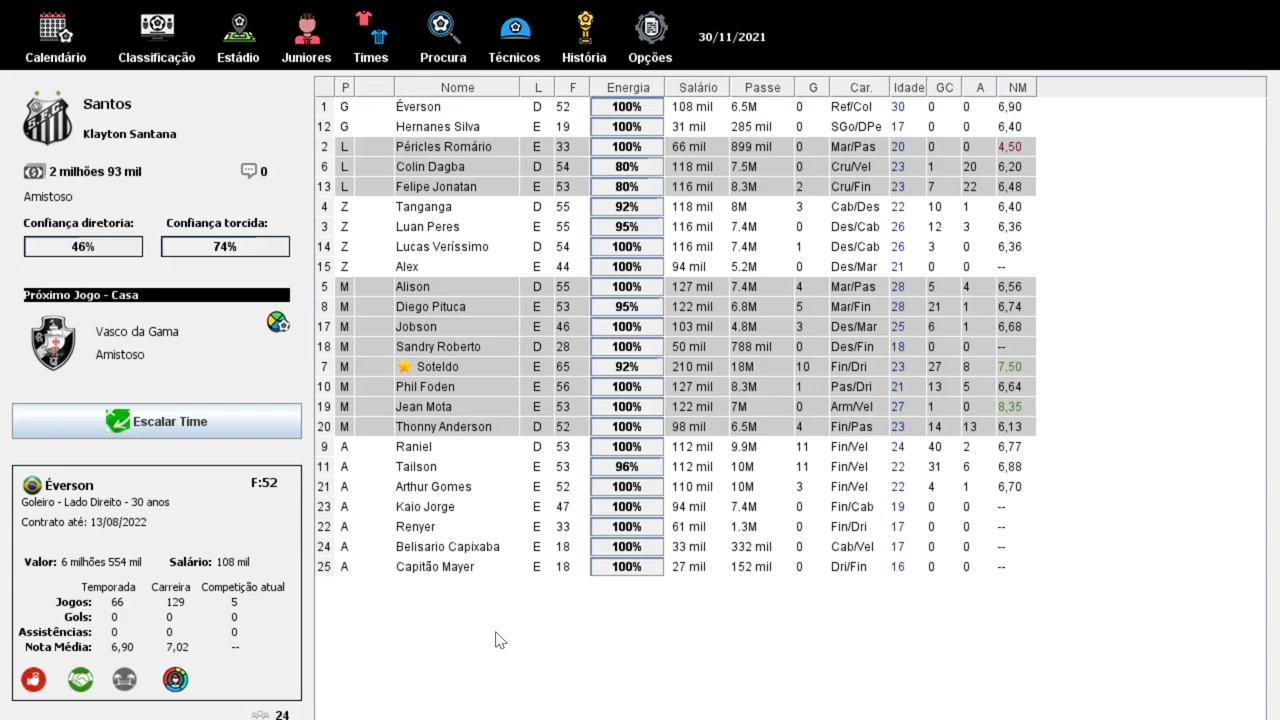 Calendário Classificação Estádio Juniores Times Procura Técnicos História Opções 30/11/2021
Santos
Klayton Santana
2 milhões 93 mil 0
Amistoso
Confiança diretoria: Confiança torcida:
46% 74%
Próximo Jogo - Casa
Vasco da Gama
Amistoso
Escalar Time
Éverson F:52
Goleiro - Lado Direito - 30 anos
Contrato até: 13/08/2022
Valor: 6 milhões 554 mil Salário: 108 mil
Temporada Carreira Competição atual
Jogos: 66 129 5
Gols: 0 0 0
Assistências: 0 0 0
Nota Média: 6,90 7,02 --
24
P Nome L F Energia Salário Passe G Car. Idade GC A NM
1 G Éverson D 52 100% 108 mil 6.5M 0 Ref/Col 30 0 0 6,90
12 G Hernanes Silva E 19 100% 31 mil 285 mil 0 SGo/DPe 17 0 0 6,40
2 L Péricles Romário E 33 100% 66 mil 899 mil 0 Mar/Pas 20 0 0 4,50
6 L Colin Dagba D 54 80% 118 mil 7.5M 0 Cru/Vel 23 1 20 6,20
13 L Felipe Jonatan E 53 80% 116 mil 8.3M 2 Cru/Fin 23 7 22 6,48
4 Z Tanganga D 55 92% 118 mil 8M 3 Cab/Des 22 10 1 6,40
3 Z Luan Peres E 55 95% 116 mil 7.4M 0 Des/Cab 26 12 3 6,36
14 Z Lucas Veríssimo D 54 100% 116 mil 7.4M 1 Des/Cab 26 3 0 6,36
15 Z Alex E 44 100% 94 mil 5.2M 0 Des/Mar 21 0 0 --
5 M Alison D 55 100% 127 mil 7.4M 4 Mar/Pas 28 5 4 6,56
8 M Diego Pituca E 53 95% 122 mil 6.8M 5 Mar/Fin 28 21 1 6,74
17 M Jobson E 46 100% 103 mil 4.8M 3 Des/Mar 25 6 1 6,68
18 M Sandry Roberto D 28 100% 50 mil 788 mil 0 Des/Fin 18 0 0 --
7 M Soteldo E 65 92% 210 mil 18M 10 Fin/Dri 23 27 8 7,50
10 M Phil Foden E 56 100% 127 mil 8.3M 1 Pas/Dri 21 13 5 6,64
19 M Jean Mota E 53 100% 122 mil 7M 0 Arm/Vel 27 1 0 8,35
20 M Thonny Anderson D 52 100% 98 mil 6.5M 4 Fin/Pas 23 14 13 6,13
9 A Raniel D 53 100% 112 mil 9.9M 11 Fin/Vel 24 40 2 6,77
11 A Tailson E 53 96% 112 mil 10M 11 Fin/Vel 22 31 6 6,88
21 A Arthur Gomes E 52 100% 110 mil 10M 3 Fin/Vel 22 4 1 6,70
23 A Kaio Jorge E 47 100% 94 mil 7.4M 0 Fin/Cab 19 0 0 --
22 A Renyer E 33 100% 61 mil 1.3M 0 Fin/Dri 17 0 0 --
24 A Belisario Capixaba E 18 100% 33 mil 332 mil 0 Cab/Vel 17 0 0 --
25 A Capitão Mayer E 18 100% 27 mil 152 mil 0 Dri/Fin 16 0 0 --